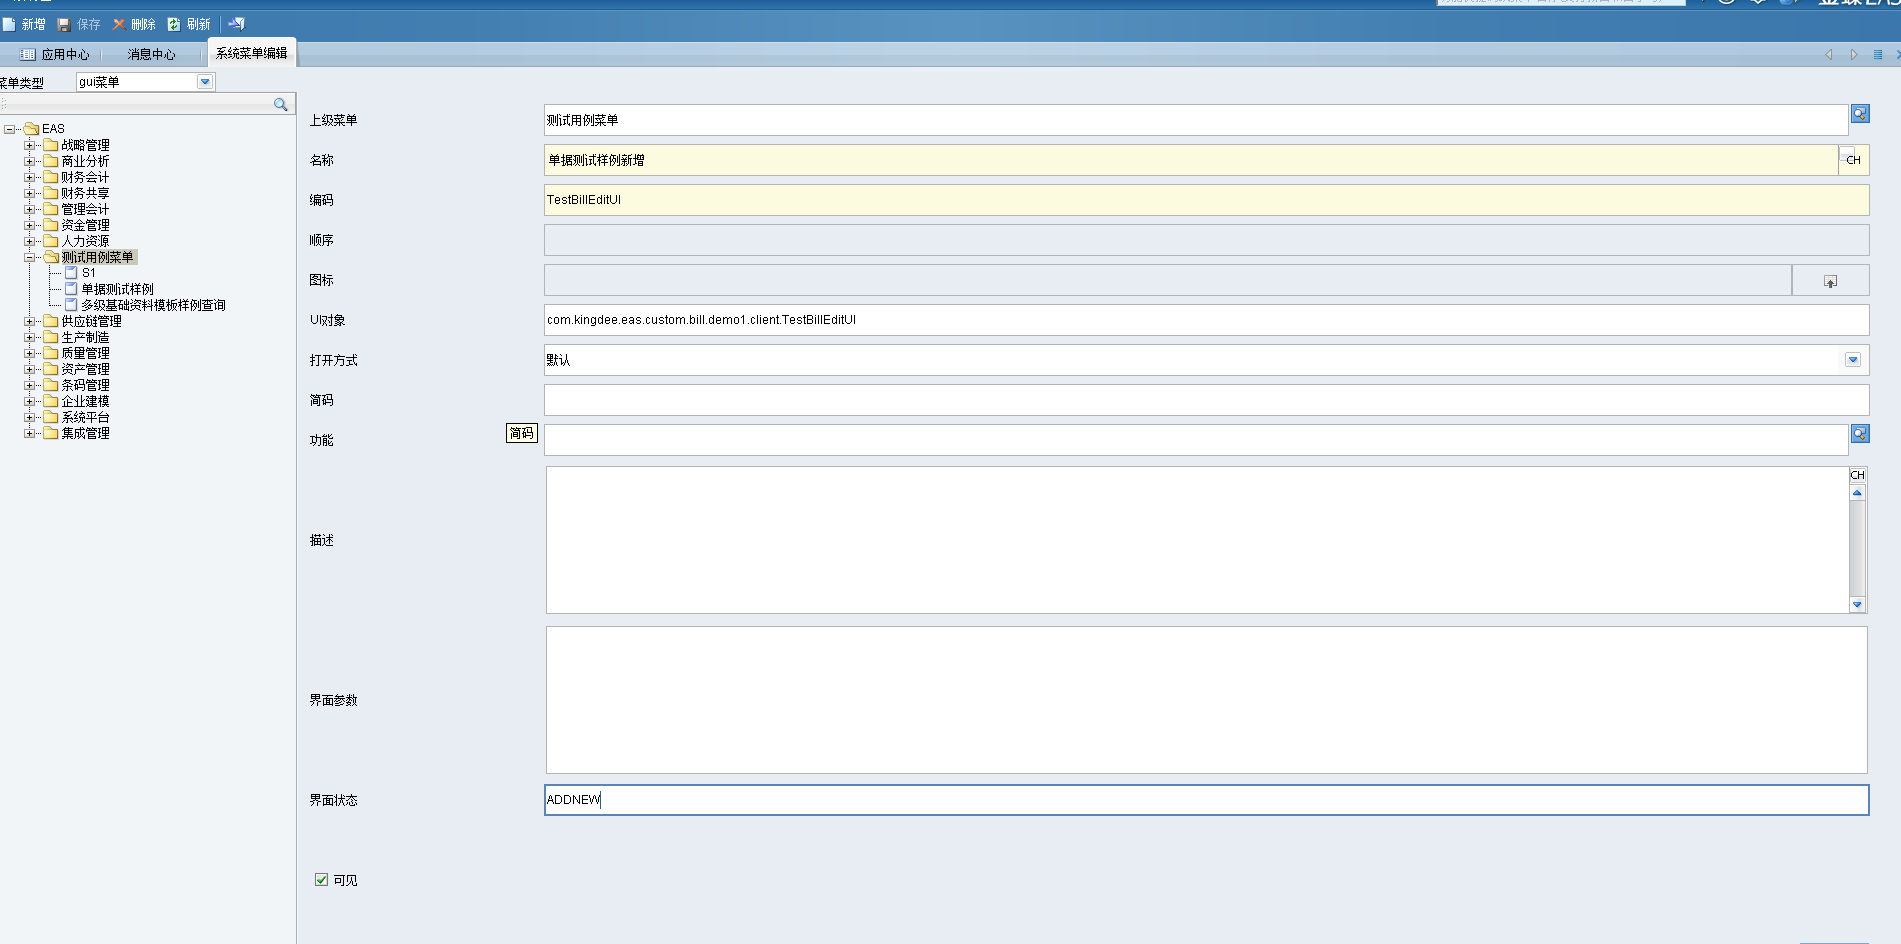 新增 保存 删除 刷新
应用中心 消息中心 系统菜单编辑
菜单类型 gui菜单
EAS
战略管理
商业分析
财务会计
财务共享
管理会计
资金管理
人力资源
测试用例菜单
S1
单据测试样例
多级基础资料模板样例查询
供应链管理
生产制造
质量管理
资产管理
条码管理
企业建模
系统平台
集成管理
上级菜单 测试用例菜单
名称 单据测试样例新增 CH
编码 TestBillEditUI
顺序
图标
UI对象 com.kingdee.eas.custom.bill.demo1.client.TestBillEditUI
打开方式 默认
简码
功能 简码
描述 CH
界面参数
界面状态 ADDNEW
可见